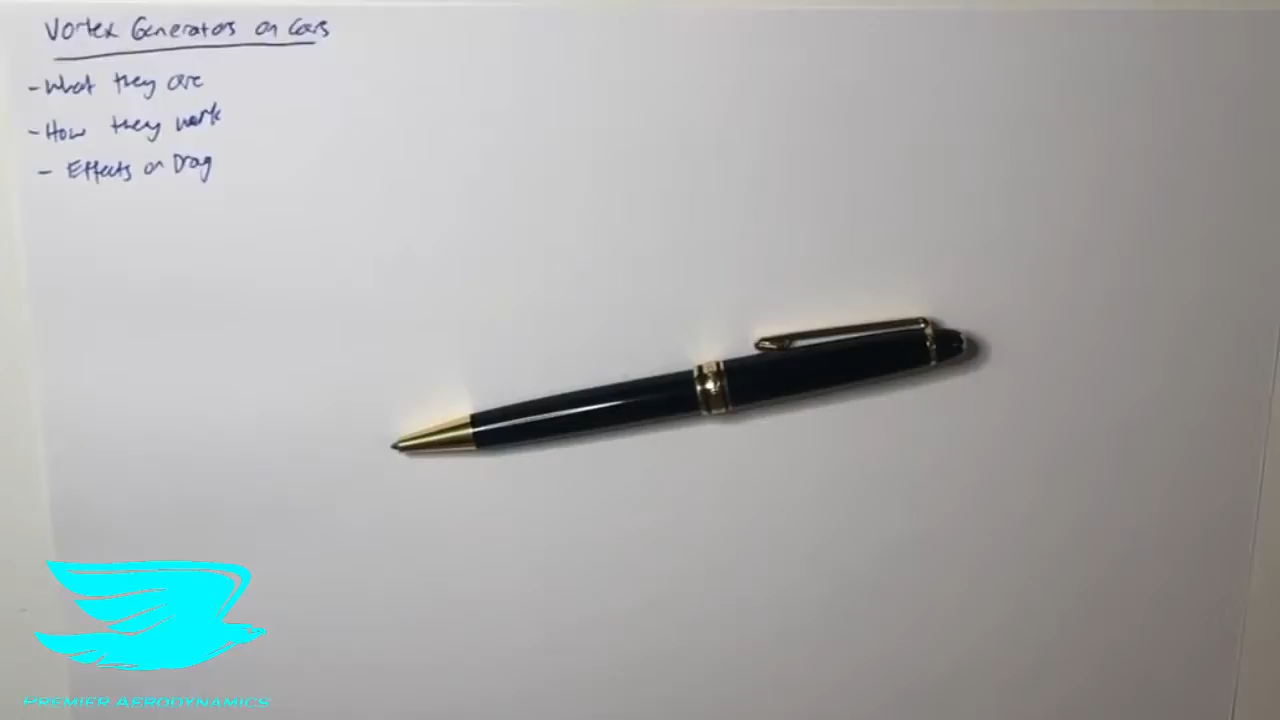 Vortex Generators on Cars
- What they are
- How they work
- Effects on Drag
PREMIER AERODYNAMICS